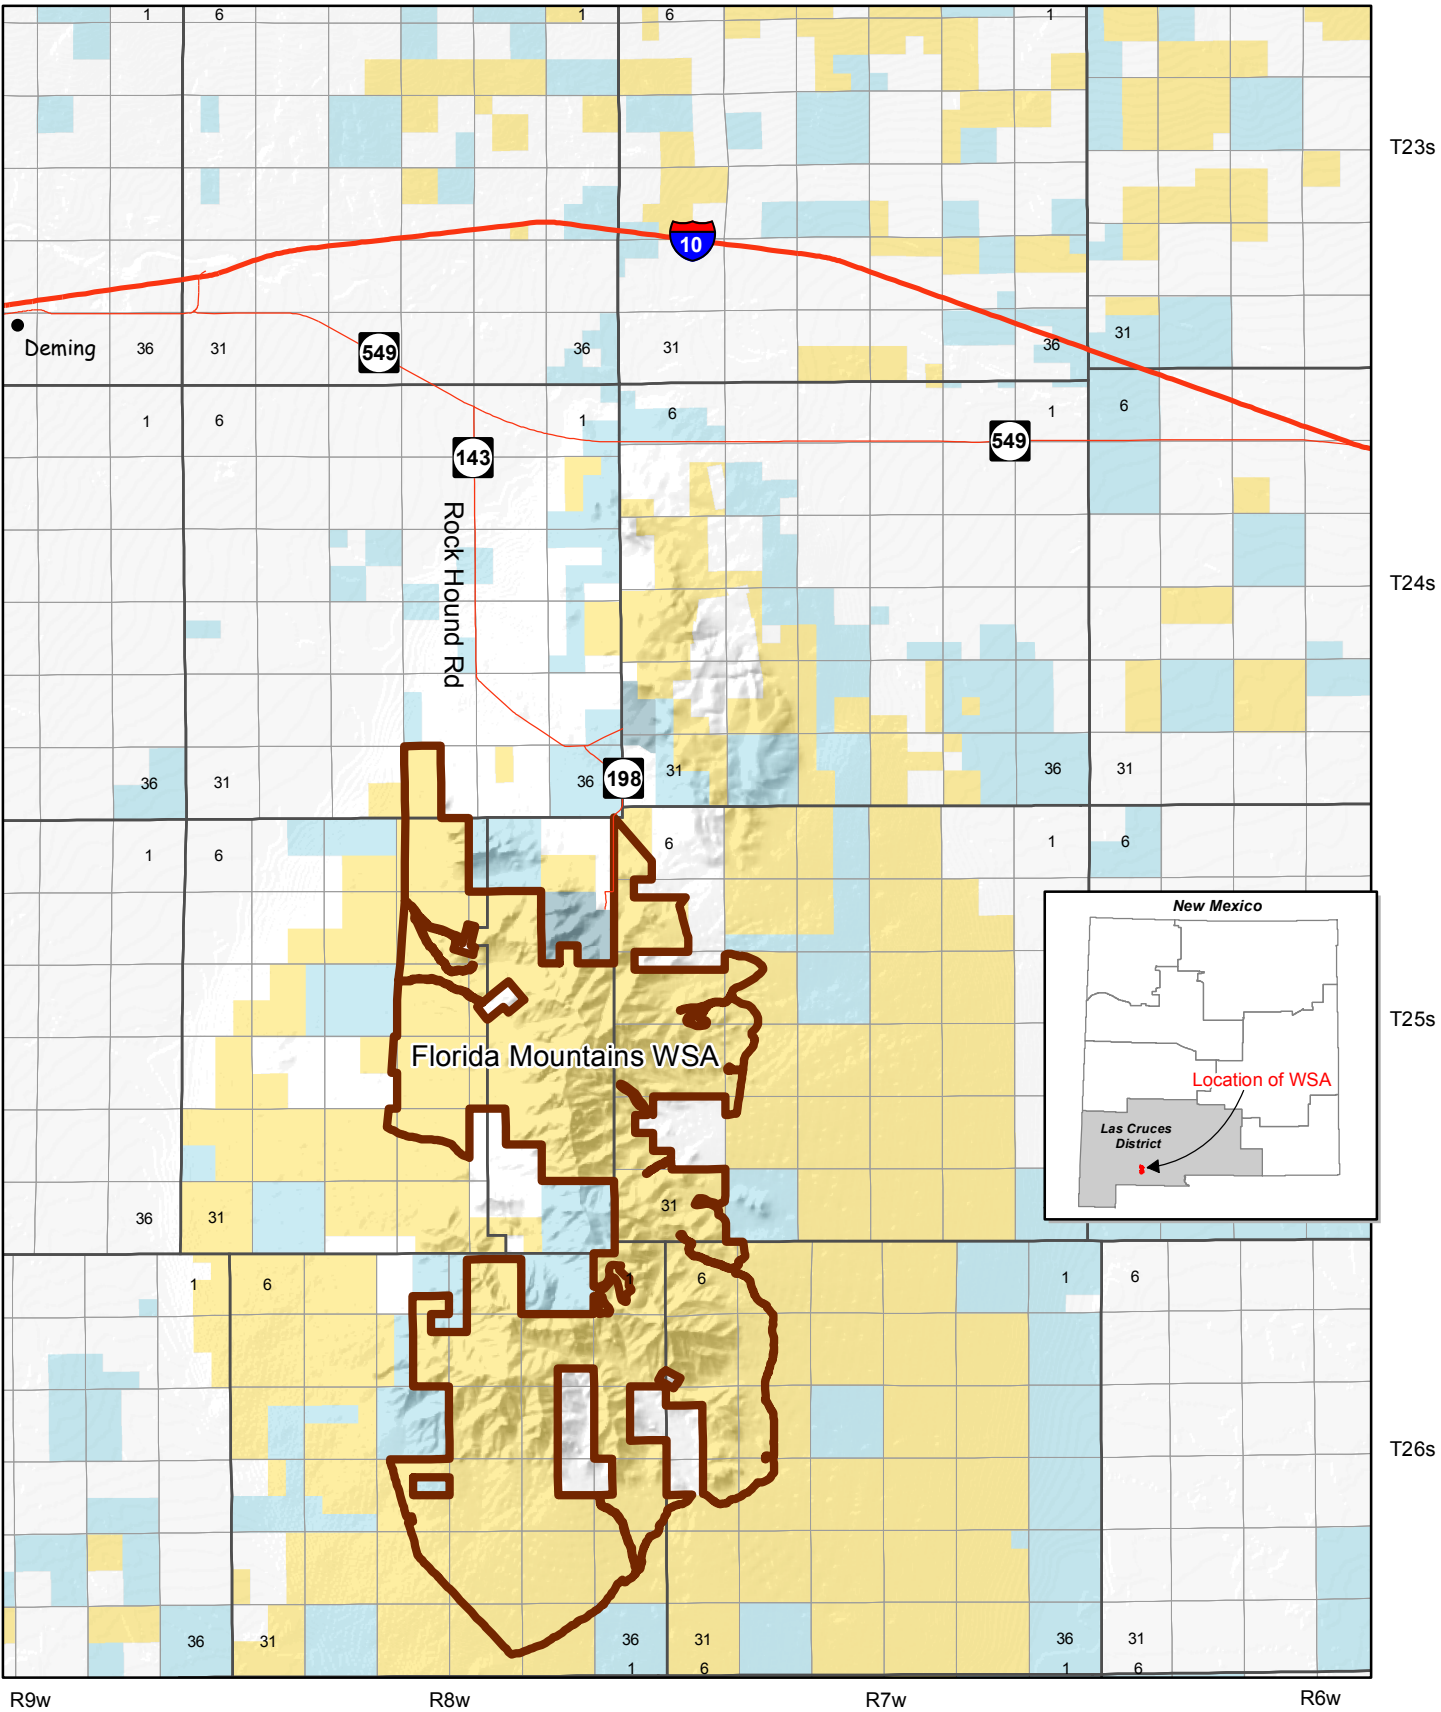 1 6 1 6 1
T23s
10
Deming 36 31 549 36 31 36 31
1 6 1 6 1 6
143 549
Rock Hound Rd
T24s
36 31 36 198 31 36 31
1 6 6 1 6
New Mexico
T25s
Florida Mountains WSA
Location of WSA
Las Cruces
District
36 31 31
1 6 1 6 1 6
T26s
36 31 36 31 36 31
1 6 1 6
R9w R8w R7w R6w